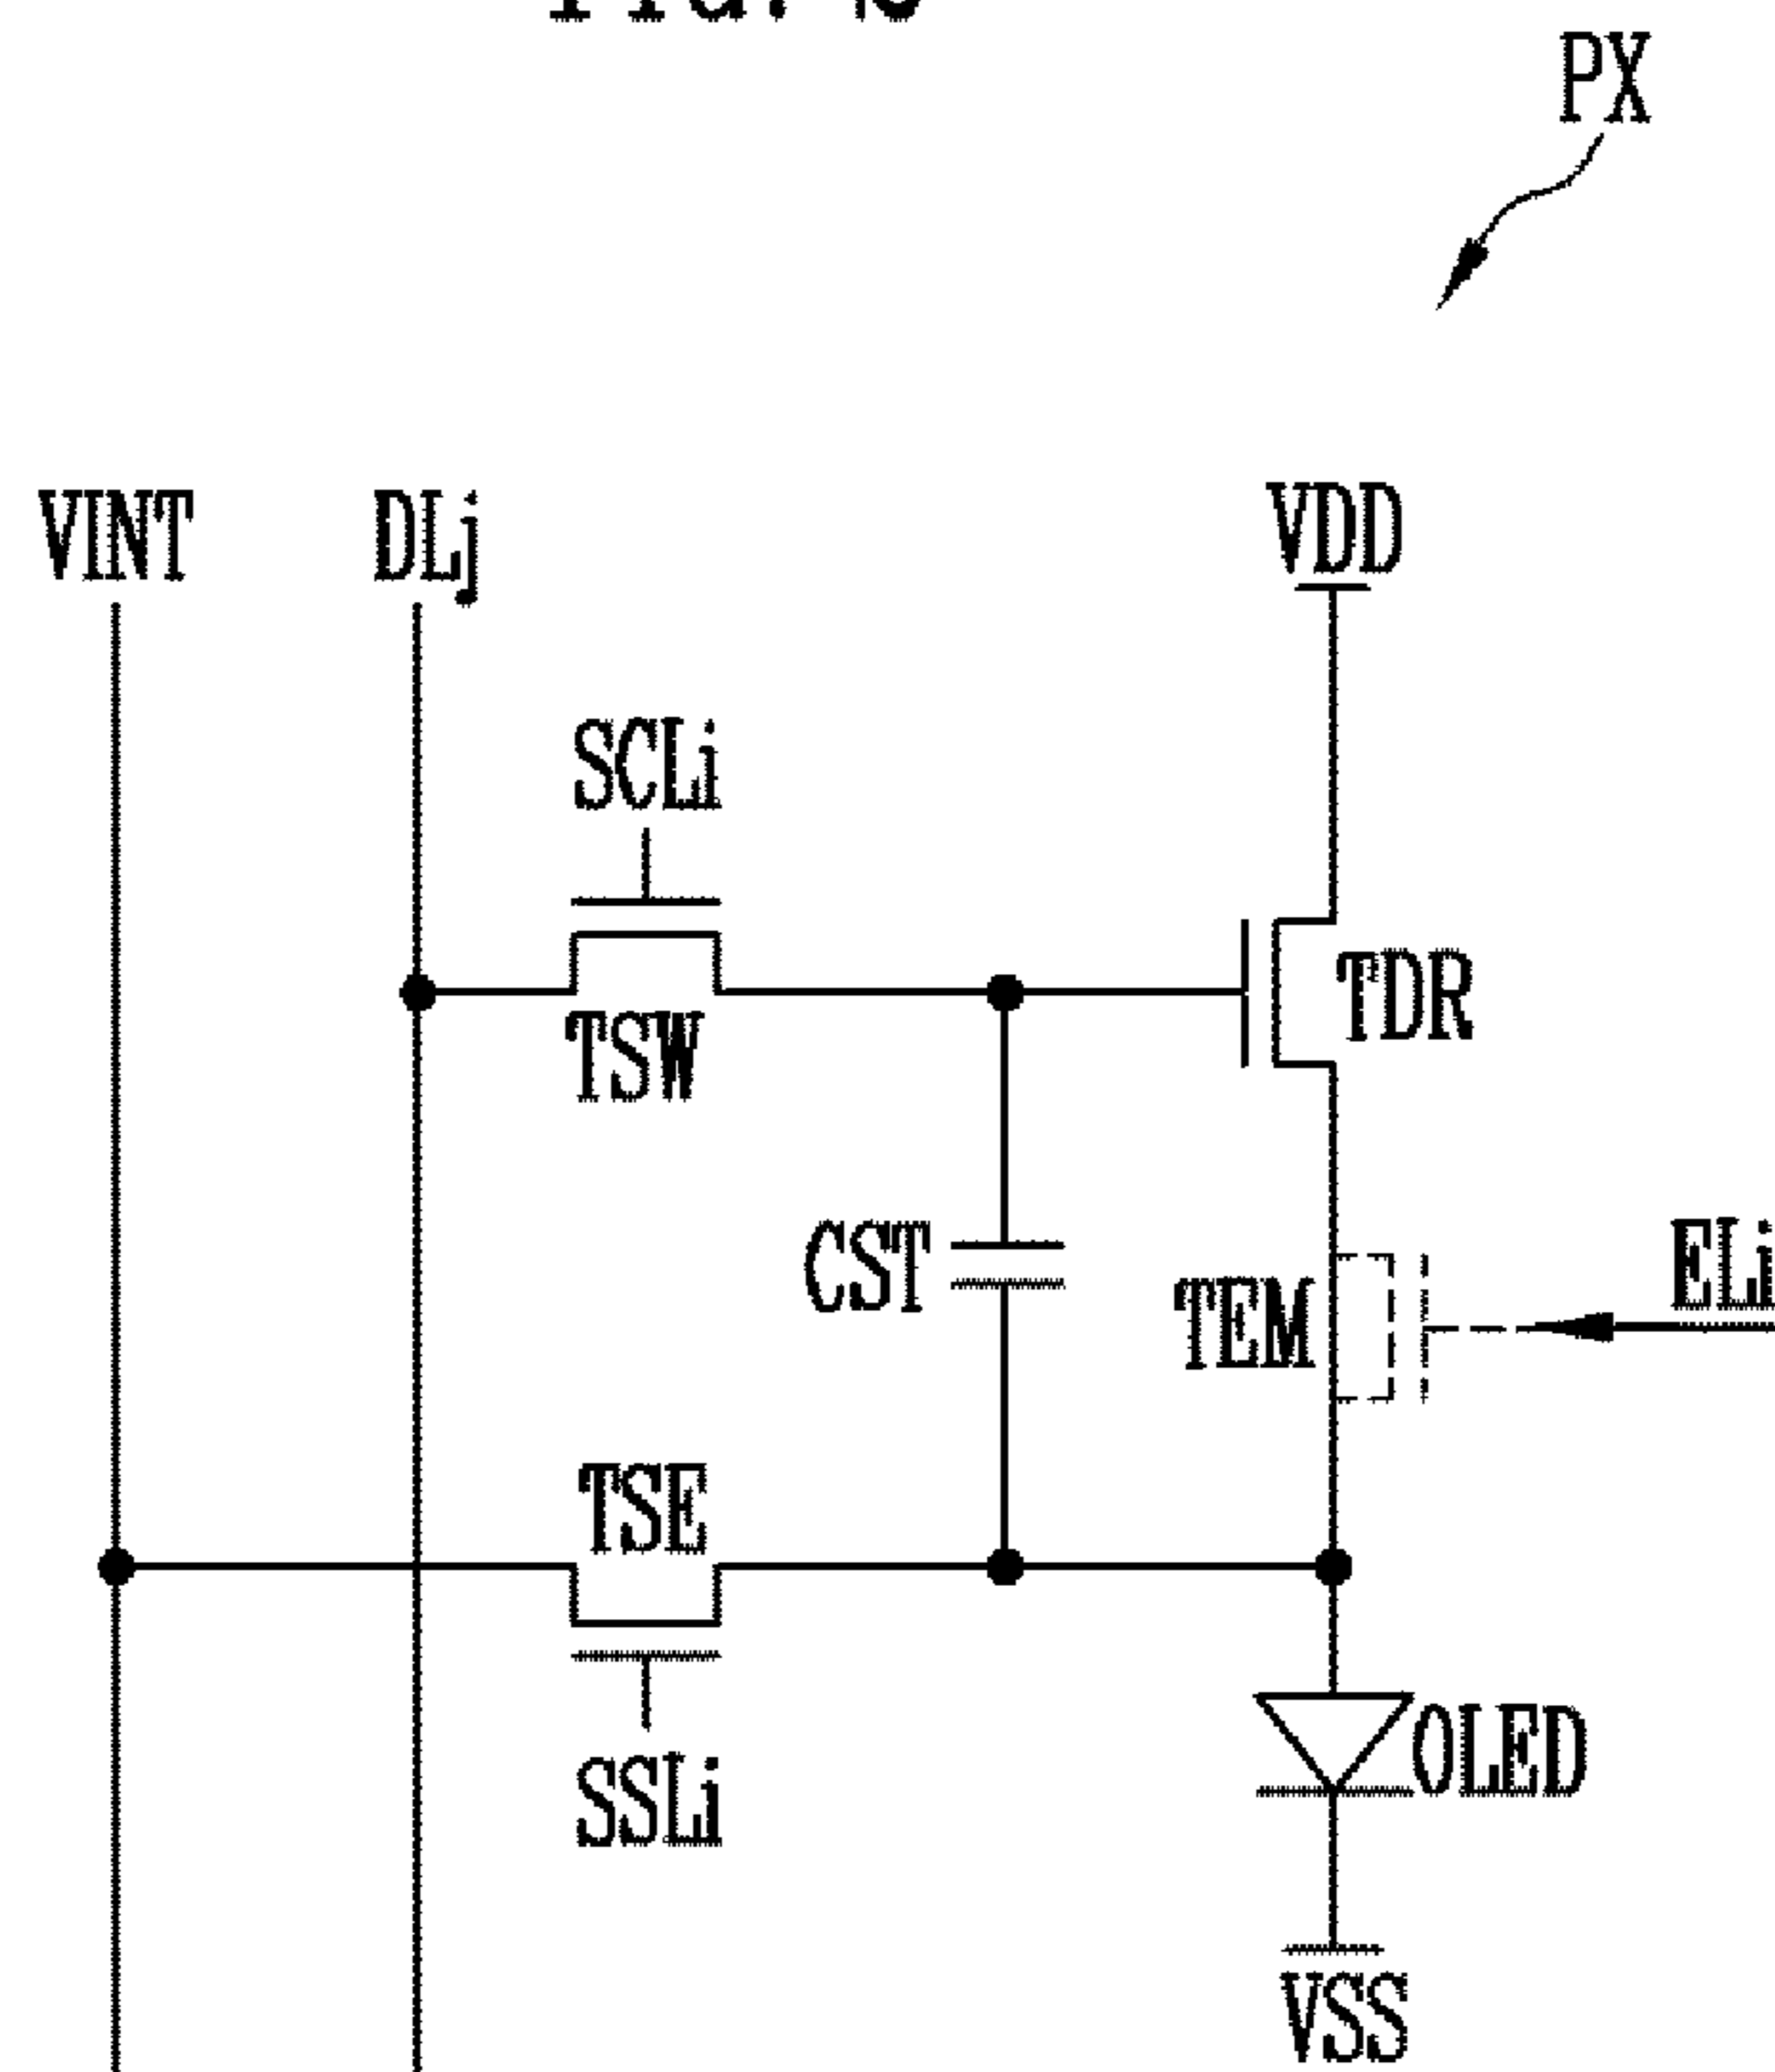 PX
VINT
DLj
VDD
SCLi
TDR
TSW
CST
ELi
TEM
TSE
OLED
SSLi
VSS